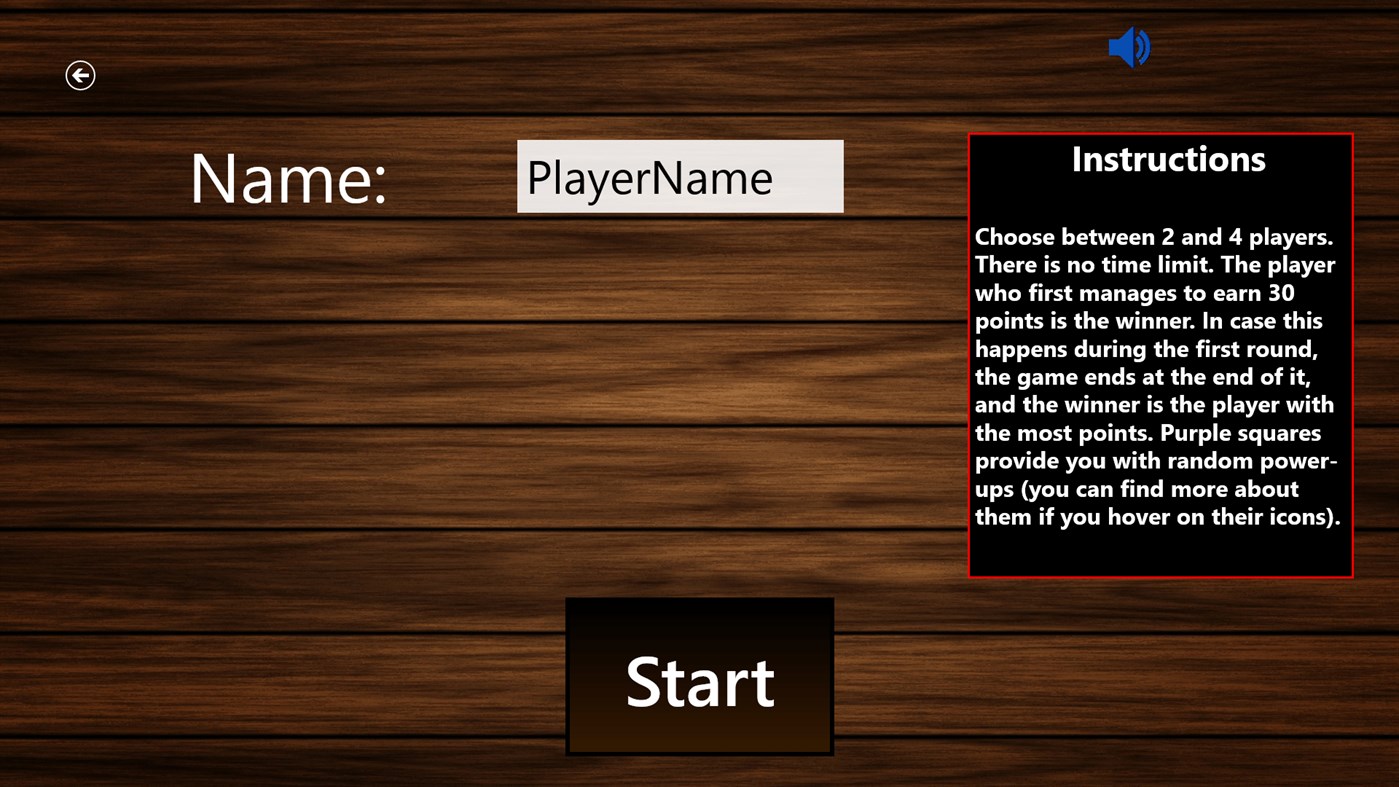 Name:
PlayerName
Instructions
Choose between 2 and 4 players.
There is no time limit. The player
who first manages to earn 30
points is the winner. In case this
happens during the first round,
the game ends at the end of it,
and the winner is the player with
the most points. Purple squares
provide you with random power-
ups (you can find more about
them if you hover on their icons).
Start